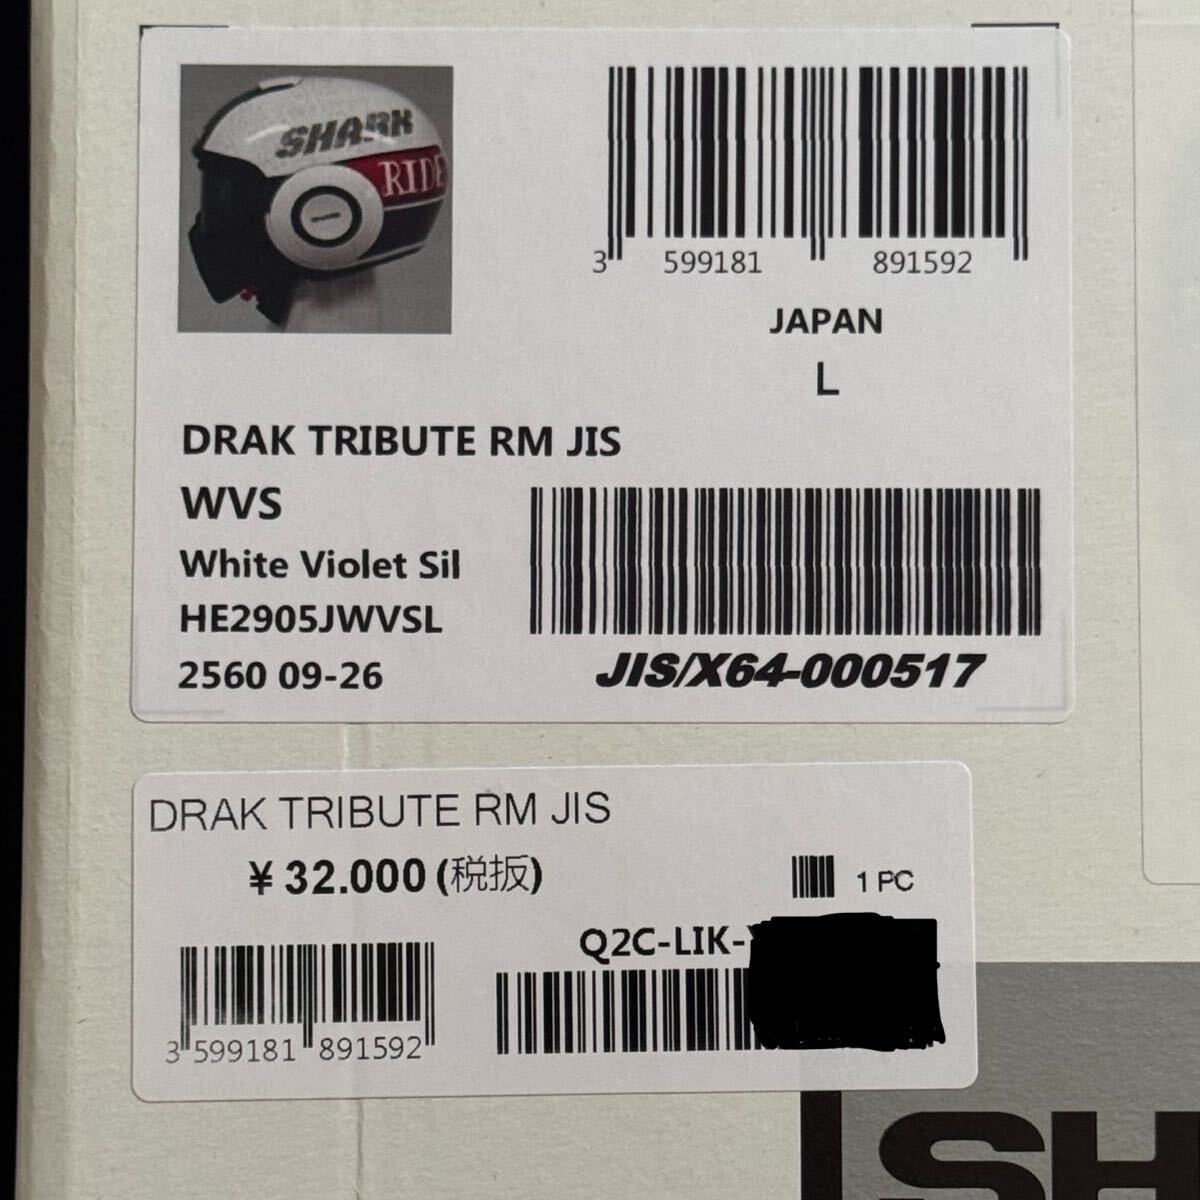 SHARK
RIDE
3 599181 891592
JAPAN
L
DRAK TRIBUTE RM JIS
WVS
White Violet Sil
HE2905JWVSL
2560 09-26
JIS/X64-000517
DRAK TRIBUTE RM JIS
¥32.000(税抜)
1 PC
Q2C-LIK-
3 599181 891592
SH